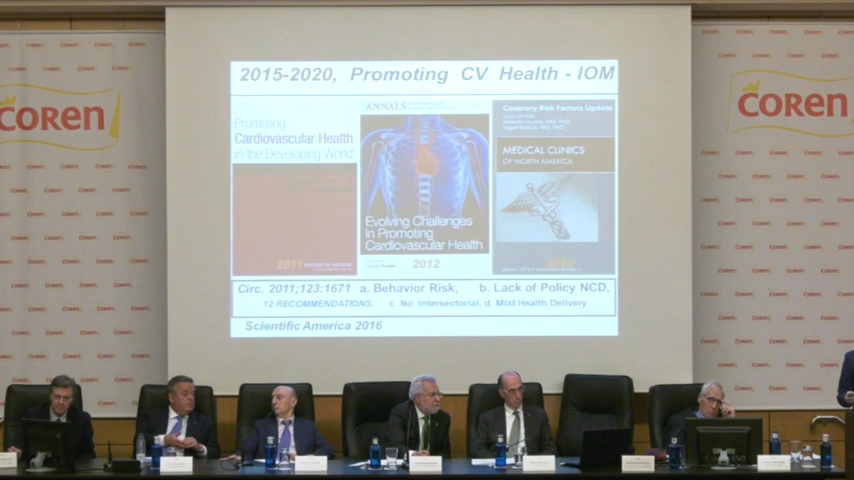 2015-2020, Promoting CV Health - IOM
Promoting
Cardiovascular Health
in the Developing World
2011
ANNALS
Evolving Challenges
in Promoting
Cardiovascular Health
2012
Coronary Risk Factors Update
MEDICAL CLINICS
OF NORTH AMERICA
2012
Circ. 2011;123:1671 a. Behavior Risk, b. Lack of Policy NCD,
12 RECOMMENDATIONS: c. No Intersectorial, d. Mixt Health Delivery
Scientific America 2016
COREN
COREN